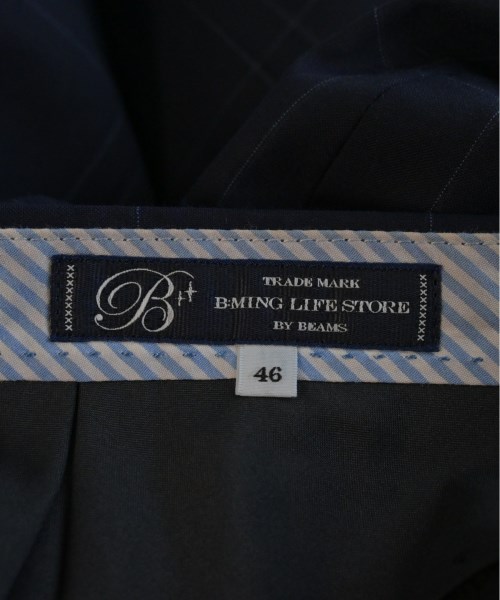 B++
TRADE MARK
B:MING LIFE STORE
BY BEAMS
46